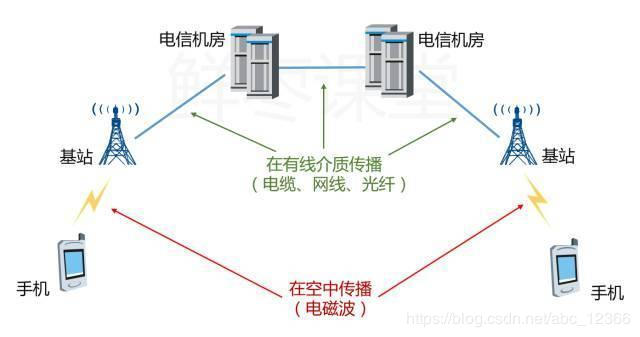 电信机房
电信机房
鲜枣课堂
基站
基站
在有线介质传播
（电缆、网线、光纤）
手机
在空中传播
（电磁波）
手机
https://blog.csdn.net/abc_12366